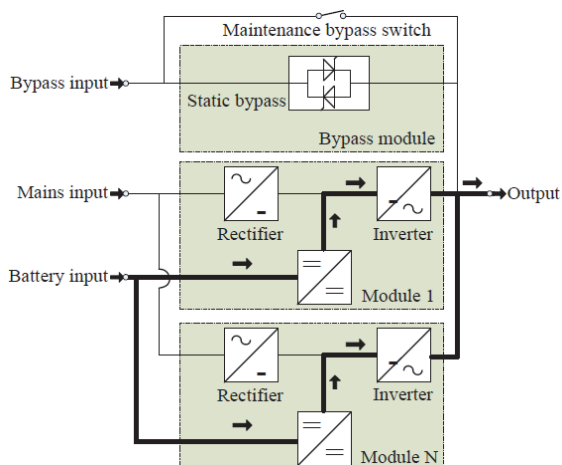 Maintenance bypass switch
Bypass input
Static bypass
Bypass module
Mains input
Output
Rectifier
Inverter
Battery input
Module 1
Rectifier
Inverter
Module N